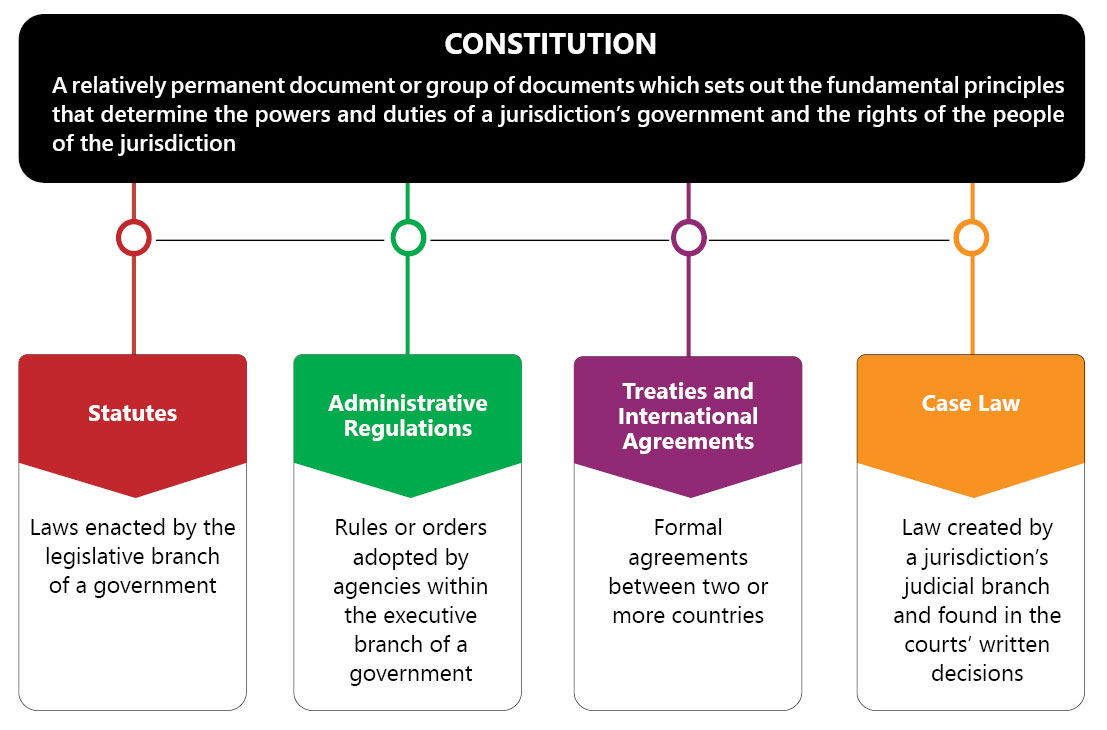 CONSTITUTION
A relatively permanent document or group of documents which sets out the fundamental principles
that determine the powers and duties of a jurisdiction’s government and the rights of the people
of the jurisdiction
Statutes
Laws enacted by the
legislative branch
of a government
Administrative
Regulations
Rules or orders
adopted by
agencies within
the executive
branch of a
government
Treaties and
International
Agreements
Formal
agreements
between two or
more countries
Case Law
Law created by
a jurisdiction’s
judicial branch
and found in the
courts’ written
decisions